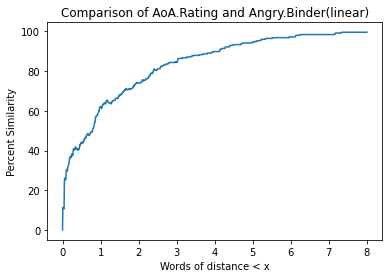 Comparison of AoA.Rating and Angry.Binder(linear)
Percent Similarity
100
80
60
40
20
0
0 1 2 3 4 5 6 7 8
Words of distance < x